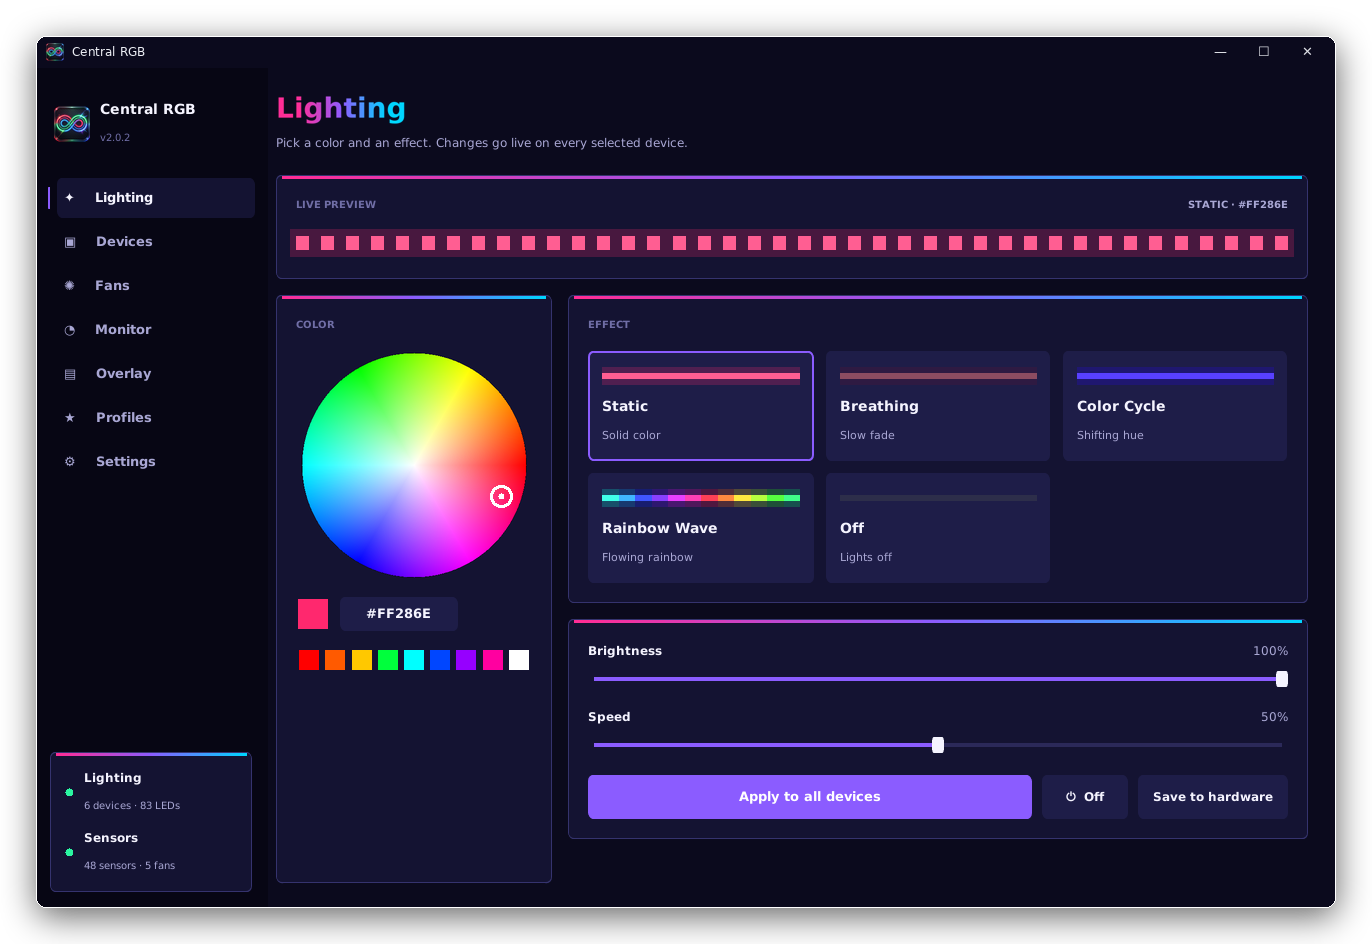 Central RGB
Central RGB
v2.0.2
Lighting
Devices
Fans
Monitor
Overlay
Profiles
Settings
Lighting
6 devices · 83 LEDs
Sensors
48 sensors · 5 fans
Lighting
Pick a color and an effect. Changes go live on every selected device.
LIVE PREVIEW
STATIC · #FF286E
COLOR
#FF286E
EFFECT
Static
Solid color
Breathing
Slow fade
Color Cycle
Shifting hue
Rainbow Wave
Flowing rainbow
Off
Lights off
Brightness
100%
Speed
50%
Apply to all devices
Off
Save to hardware